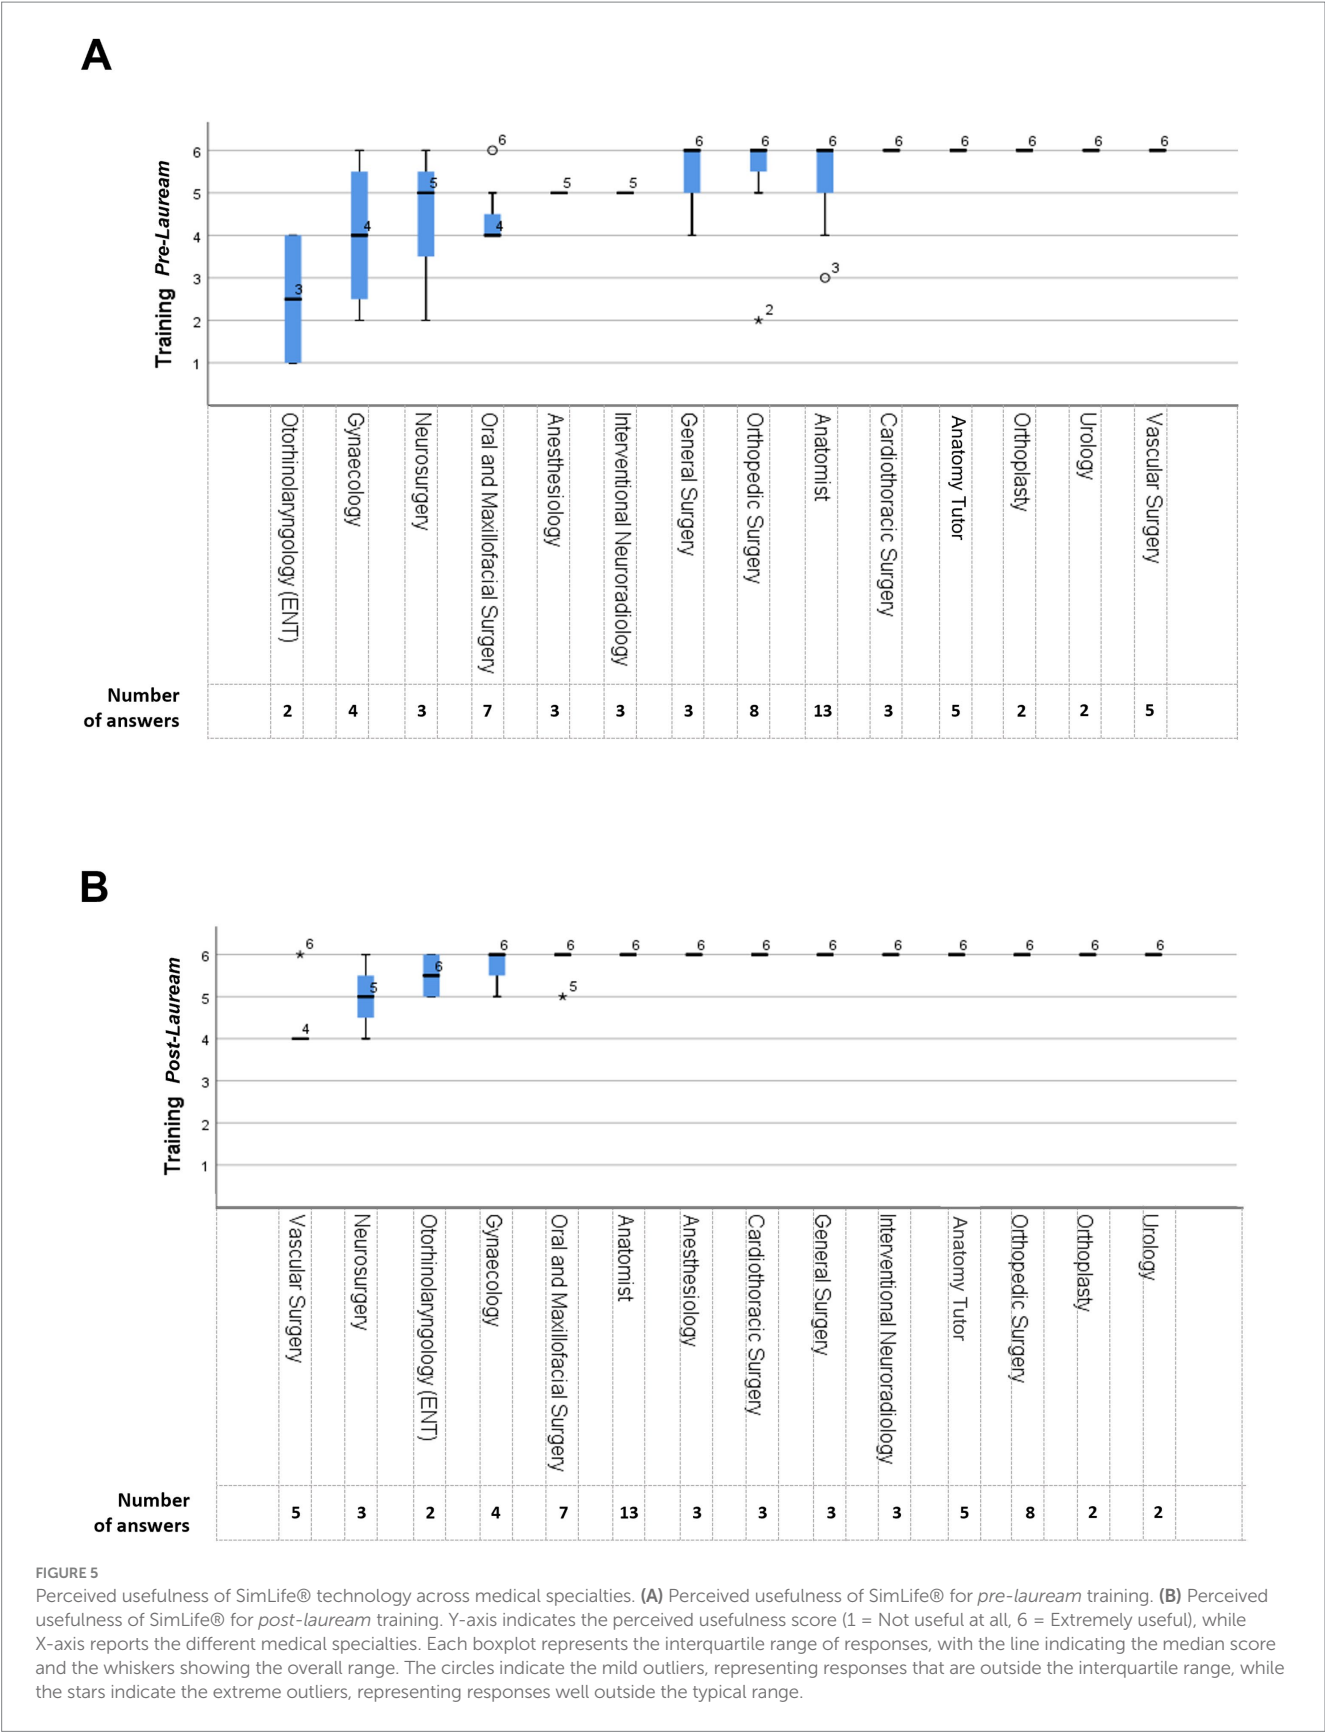 A
Training Pre-Lauream
6
5
4
3
2
1
3
4
5
6
4
5
5
6
6
2
6
3
6
6
6
6
6
Otorhinolaryngology (ENT)
Gynaecology
Neurosurgery
Oral and Maxillofacial Surgery
Anesthesiology
Interventional Neuroradiology
General Surgery
Orthopedic Surgery
Anatomist
Cardiothoracic Surgery
Anatomy Tutor
Orthoplasty
Urology
Vascular Surgery
Number
of answers
2 4 3 7 3 3 3 8 13 3 5 2 2 5
B
Training Post-Lauream
6
5
4
3
2
1
6
4
5
6
6
6
5
6
6
6
6
6
6
6
6
6
Vascular Surgery
Neurosurgery
Otorhinolaryngology (ENT)
Gynaecology
Oral and Maxillofacial Surgery
Anatomist
Anesthesiology
Cardiothoracic Surgery
General Surgery
Interventional Neuroradiology
Anatomy Tutor
Orthopedic Surgery
Orthoplasty
Urology
Number
of answers
5 3 2 4 7 13 3 3 3 3 5 8 2 2
FIGURE 5
Perceived usefulness of SimLife® technology across medical specialties. (A) Perceived usefulness of SimLife® for pre-lauream training. (B) Perceived
usefulness of SimLife® for post-lauream training. Y-axis indicates the perceived usefulness score (1 = Not useful at all, 6 = Extremely useful), while
X-axis reports the different medical specialties. Each boxplot represents the interquartile range of responses, with the line indicating the median score
and the whiskers showing the overall range. The circles indicate the mild outliers, representing responses that are outside the interquartile range, while
the stars indicate the extreme outliers, representing responses well outside the typical range.